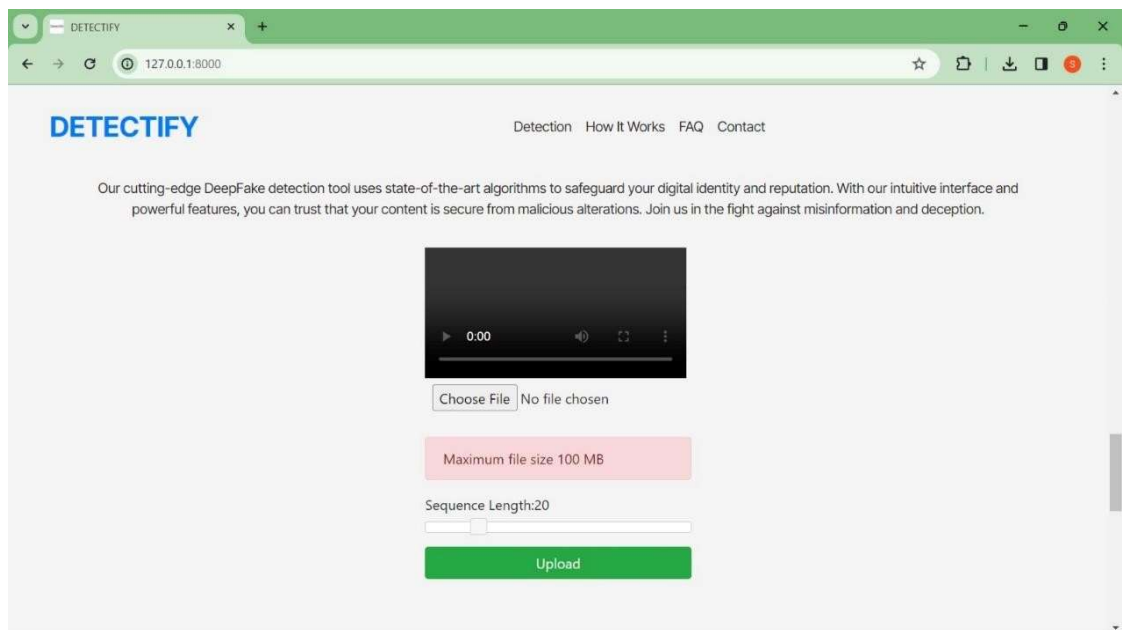 DETECTIFY
127.0.0.1:8000
S
DETECTIFY
Detection How It Works FAQ Contact
Our cutting-edge DeepFake detection tool uses state-of-the-art algorithms to safeguard your digital identity and reputation. With our intuitive interface and
powerful features, you can trust that your content is secure from malicious alterations. Join us in the fight against misinformation and deception.
0:00
Choose File No file chosen
Maximum file size 100 MB
Sequence Length:20
Upload